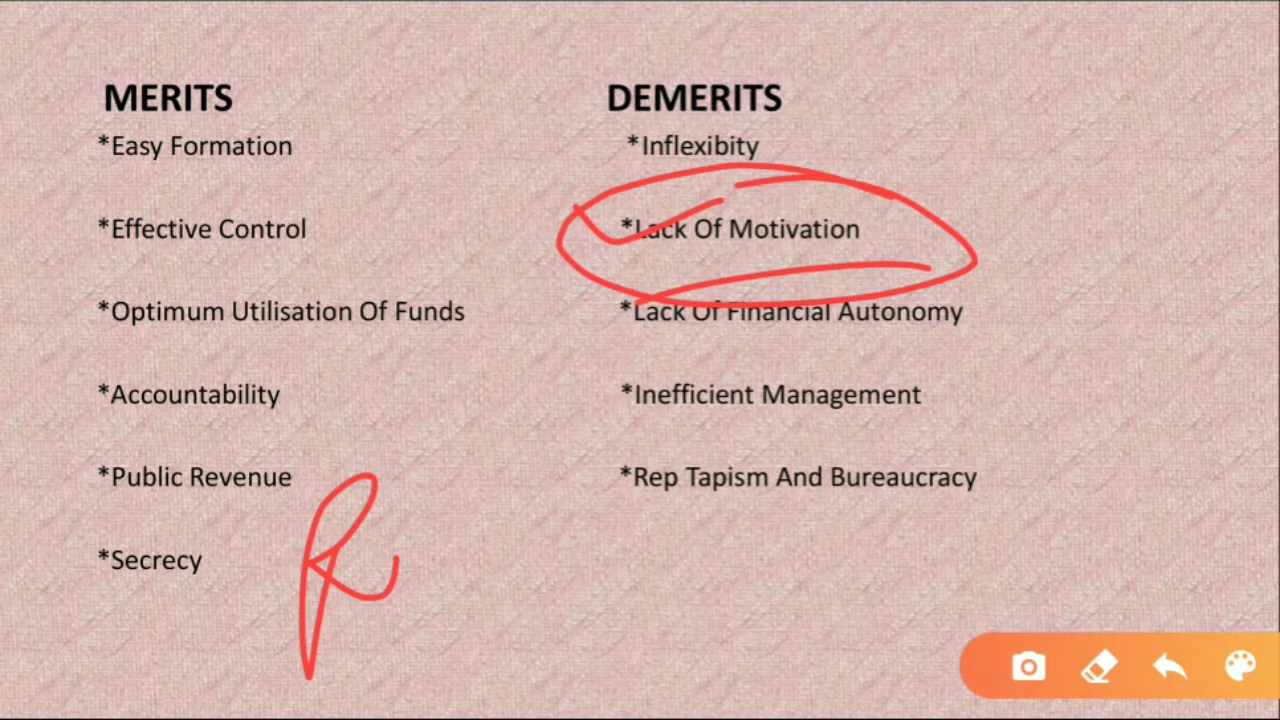 MERITS
*Easy Formation
*Effective Control
*Optimum Utilisation Of Funds
*Accountability
*Public Revenue
*Secrecy
DEMERITS
*Inflexibity
*Lack Of Motivation
*Lack Of Financial Autonomy
*Inefficient Management
*Rep Tapism And Bureaucracy